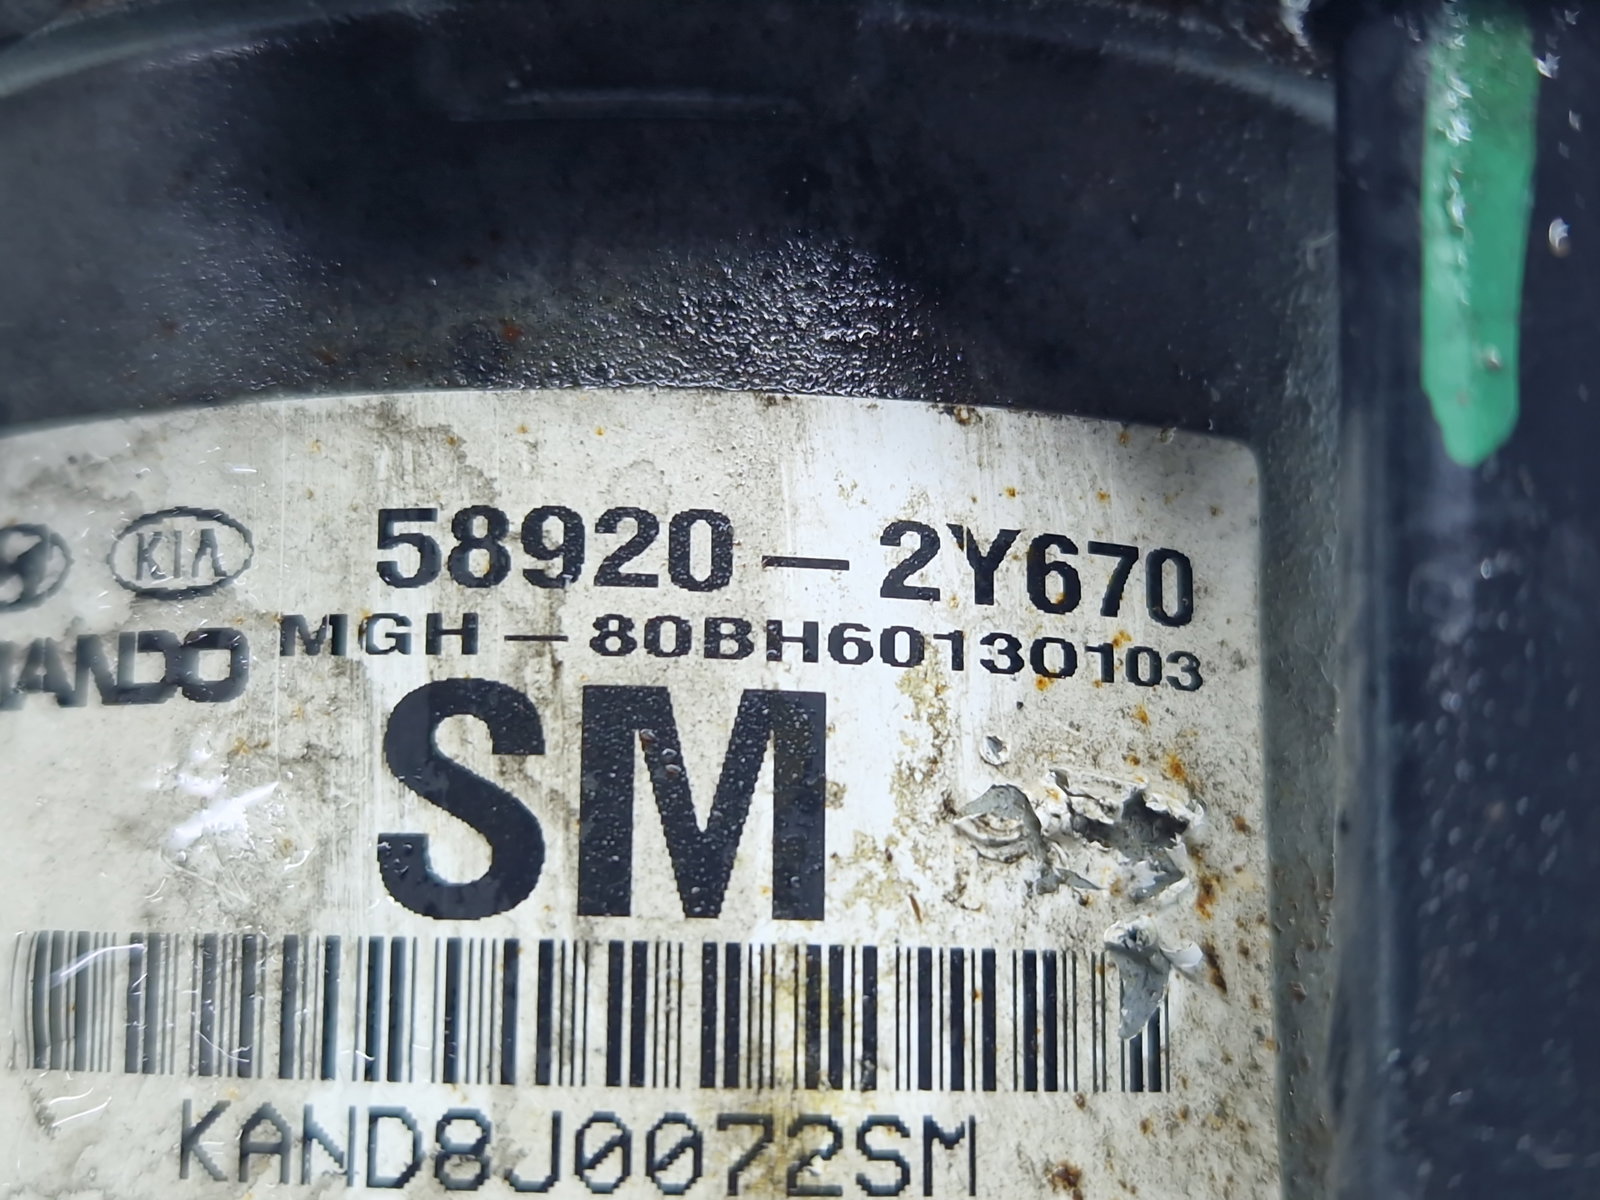 KIA 58920-2Y670
MANDO MGH-80BH60130103
SM
KAND8J0072SM